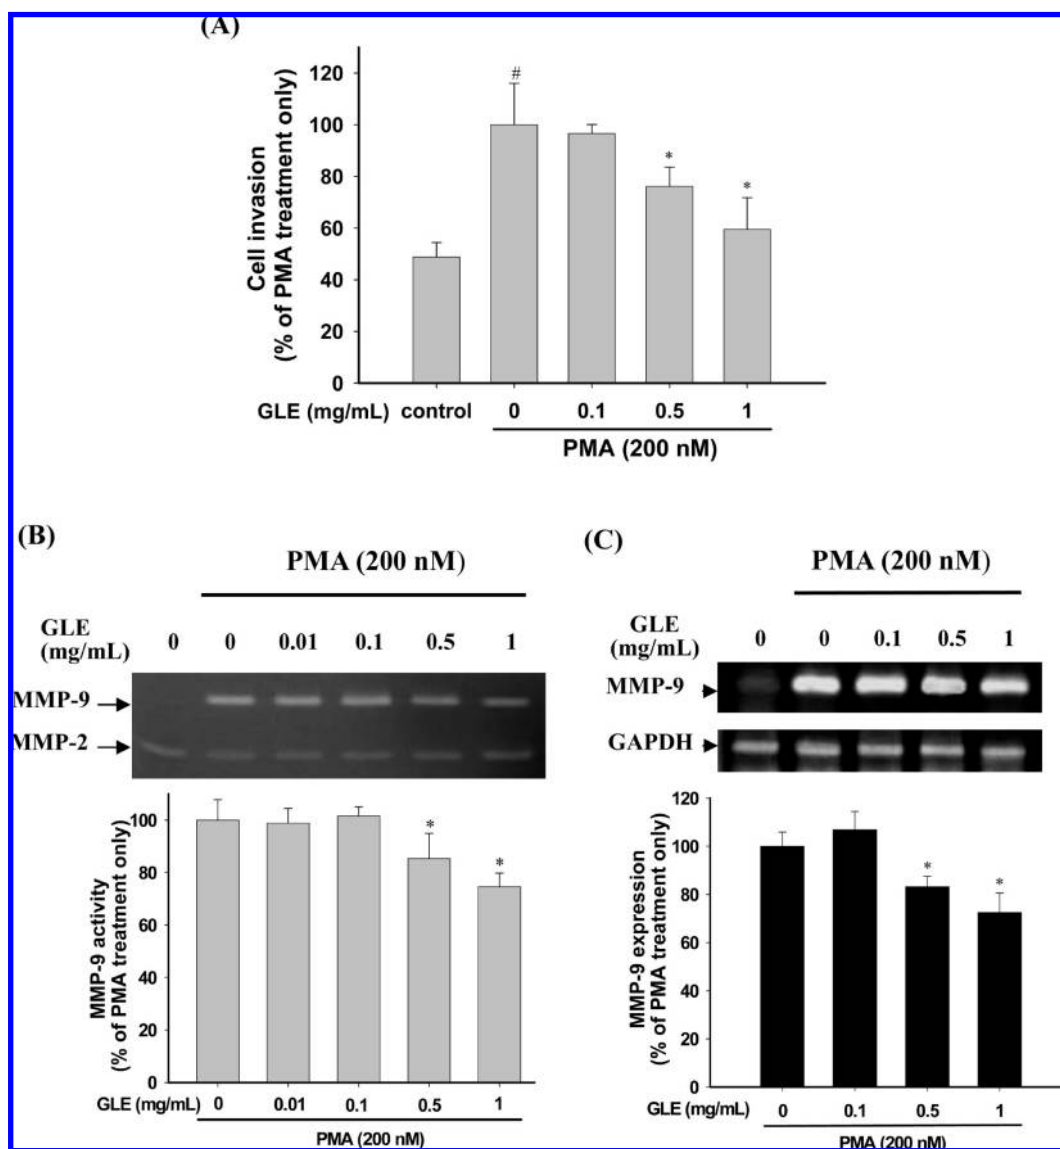 (A)
Cell invasion
(% of PMA treatment only)
120
100
80
60
40
20
0
#
*
*
GLE (mg/mL) control 0 0.1 0.5 1
PMA (200 nM)
(B)
PMA (200 nM)
GLE
(mg/mL)
0 0 0.01 0.1 0.5 1
MMP-9
MMP-2
MMP-9 activity
(% of PMA treatment only)
100
80
60
40
20
0
*
*
GLE (mg/mL) 0 0.01 0.1 0.5 1
PMA (200 nM)
(C)
PMA (200 nM)
GLE
(mg/mL)
0 0 0.1 0.5 1
MMP-9
GAPDH
MMP-9 expression
(% of PMA treatment only)
120
100
80
60
40
20
0
*
*
GLE (mg/mL) 0 0.1 0.5 1
PMA (200 nM)